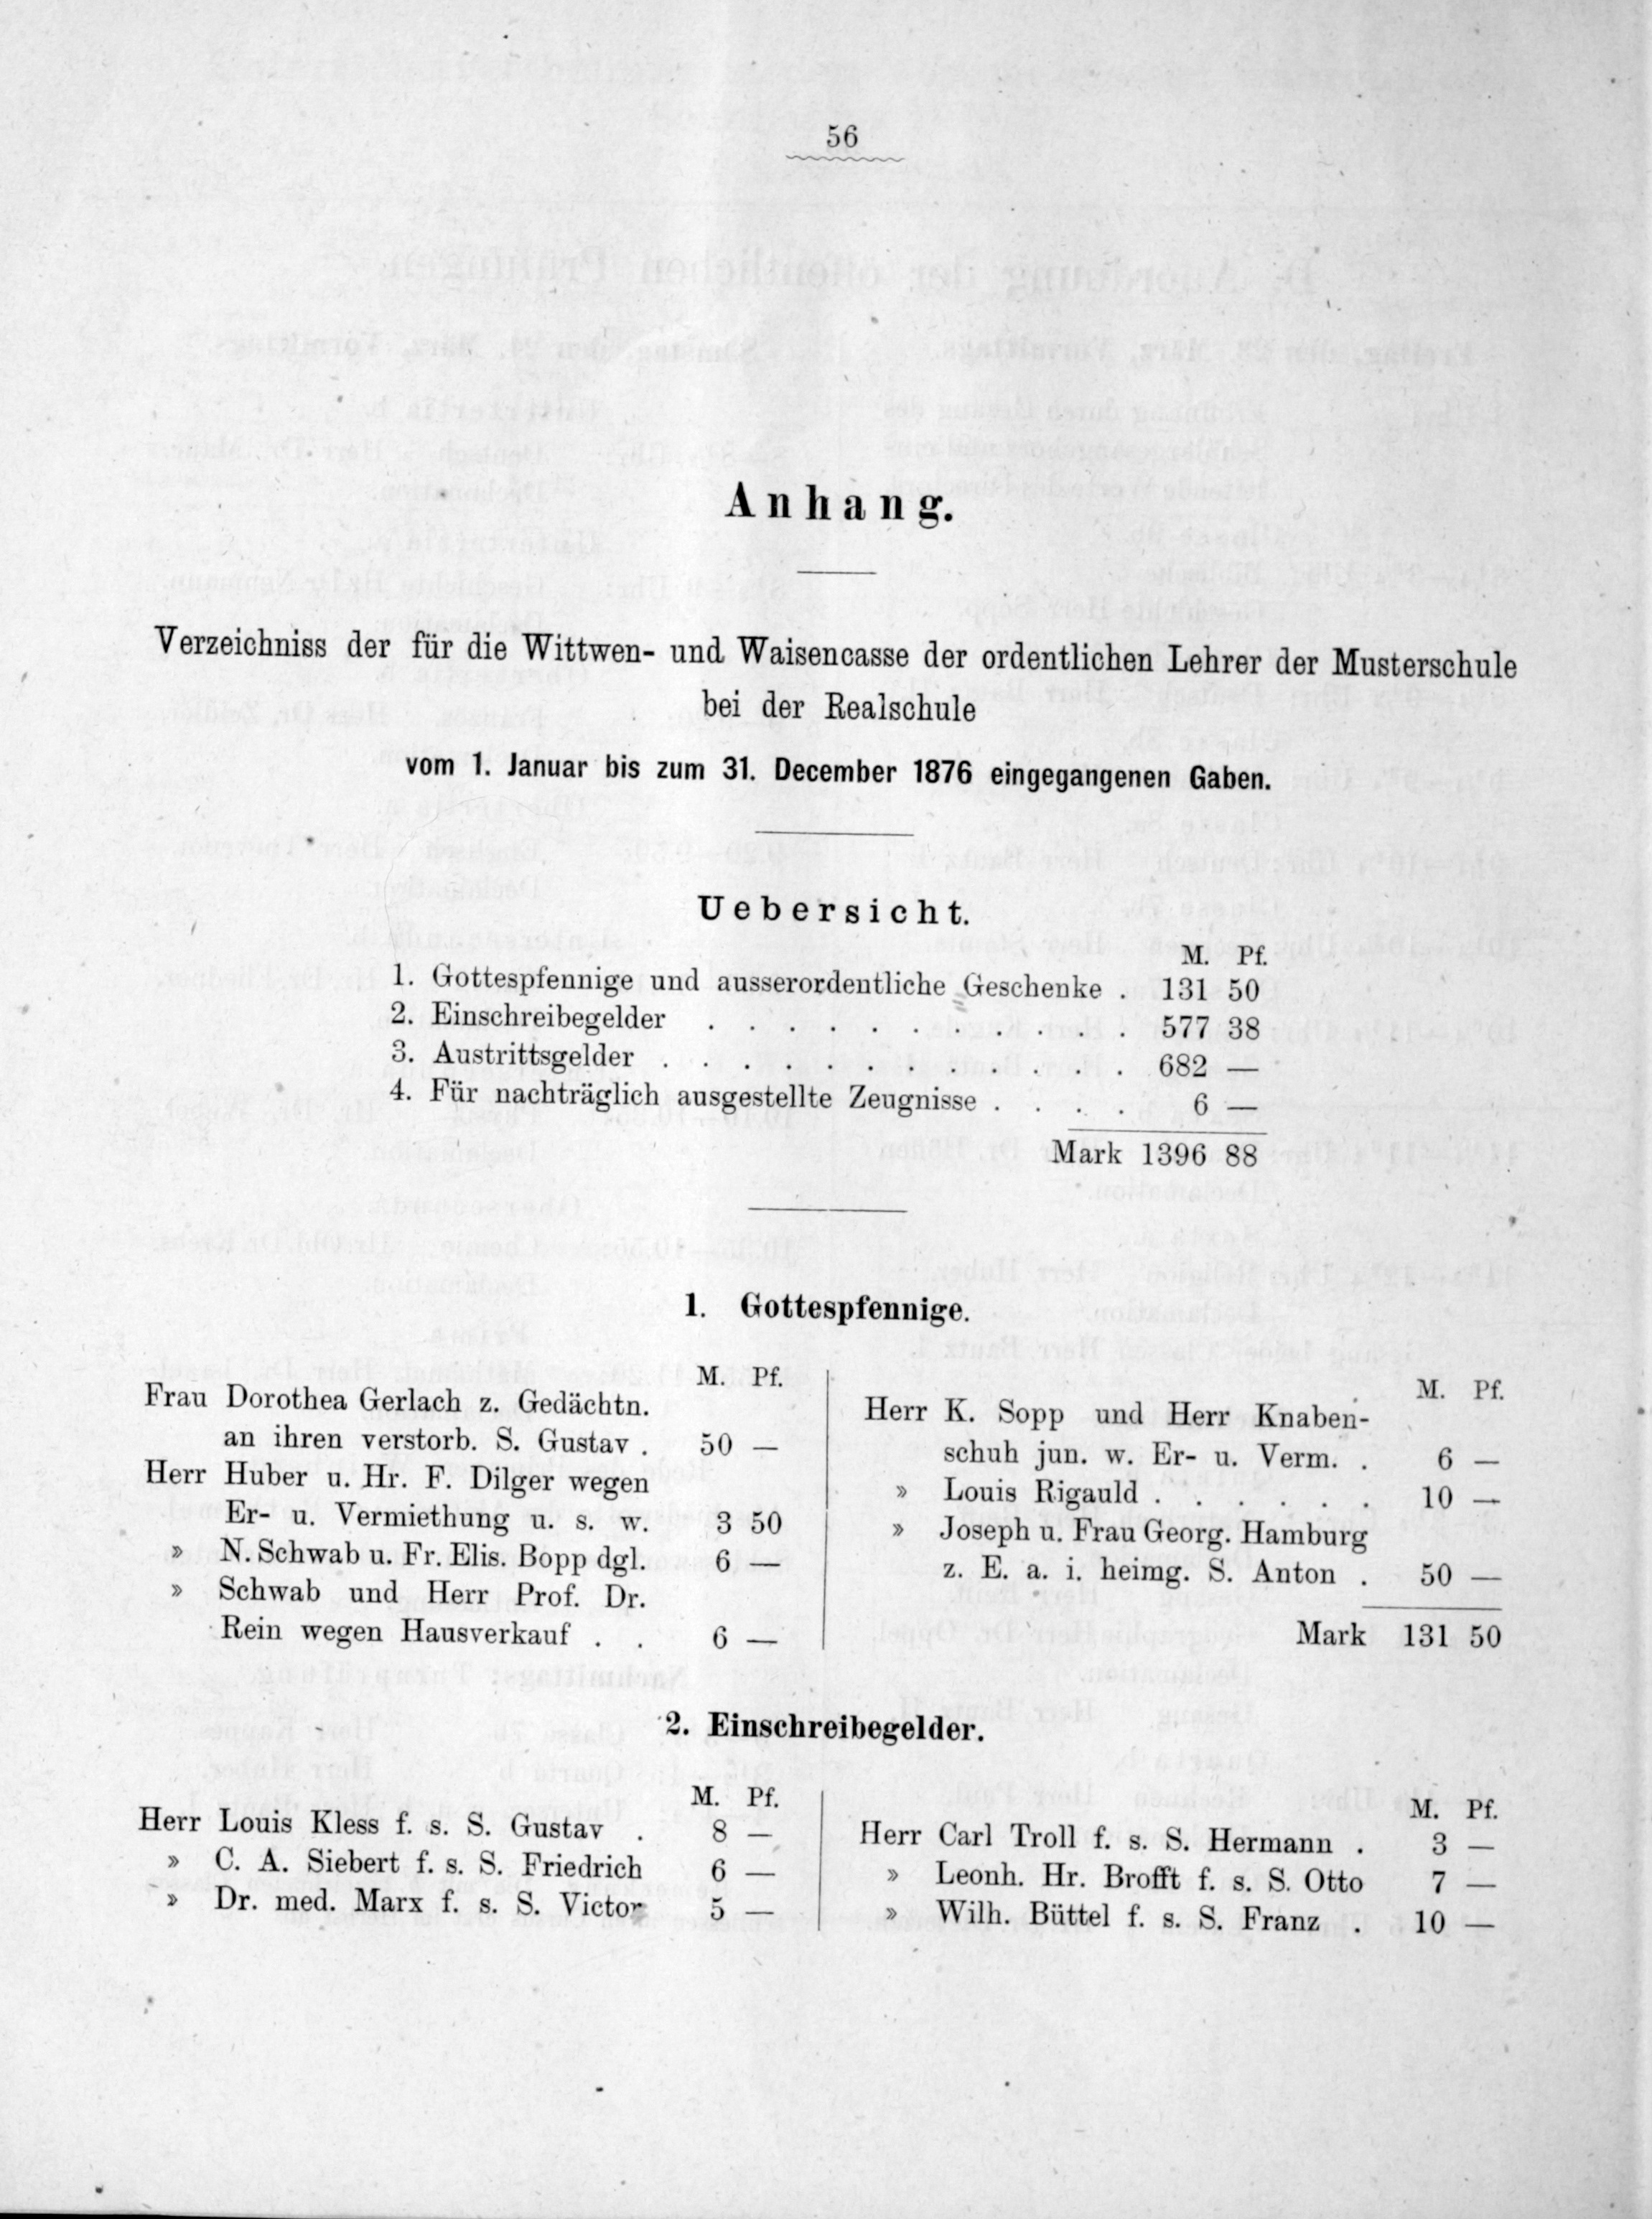 56
Anhang.
Verzeichniss der für die Wittwen- und Waisencasse der ordentlichen Lehrer der Musterschule
bei der Realschule
vom 1. Januar bis zum 31. December 1876 eingegangenen Gaben.
Uebersicht.
M. Pf.
1. Gottespfennige und ausserordentliche Geschenke . 131 50
2. Einschreibegelder . . . . . . . . . . . 577 38
3. Austrittsgelder . . . . . . . . . . . . 682 —
4. Für nachträglich ausgestellte Zeugnisse . . . . 6 —
Mark 1396 88
1. Gottespfennige.
M. Pf.
Frau Dorothea Gerlach z. Gedächtn.
an ihren verstorb. S. Gustav . 50 —
Herr Huber u. Hr. F. Dilger wegen
Er- u. Vermiethung u. s. w. 3 50
» N. Schwab u. Fr. Elis. Bopp dgl. 6 —
» Schwab und Herr Prof. Dr.
Rein wegen Hausverkauf . . 6 —
M. Pf.
Herr K. Sopp und Herr Knaben-
schuh jun. w. Er- u. Verm. . 6 —
» Louis Rigauld . . . . . . 10 —
» Joseph u. Frau Georg. Hamburg
z. E. a. i. heimg. S. Anton . 50 —
Mark 131 50
2. Einschreibegelder.
M. Pf.
Herr Louis Kless f. s. S. Gustav . 8 —
» C. A. Siebert f. s. S. Friedrich 6 —
» Dr. med. Marx f. s. S. Victor 5 —
M. Pf.
Herr Carl Troll f. s. S. Hermann . 3 —
» Leonh. Hr. Brofft f. s. S. Otto 7 —
» Wilh. Büttel f. s. S. Franz . 10 —